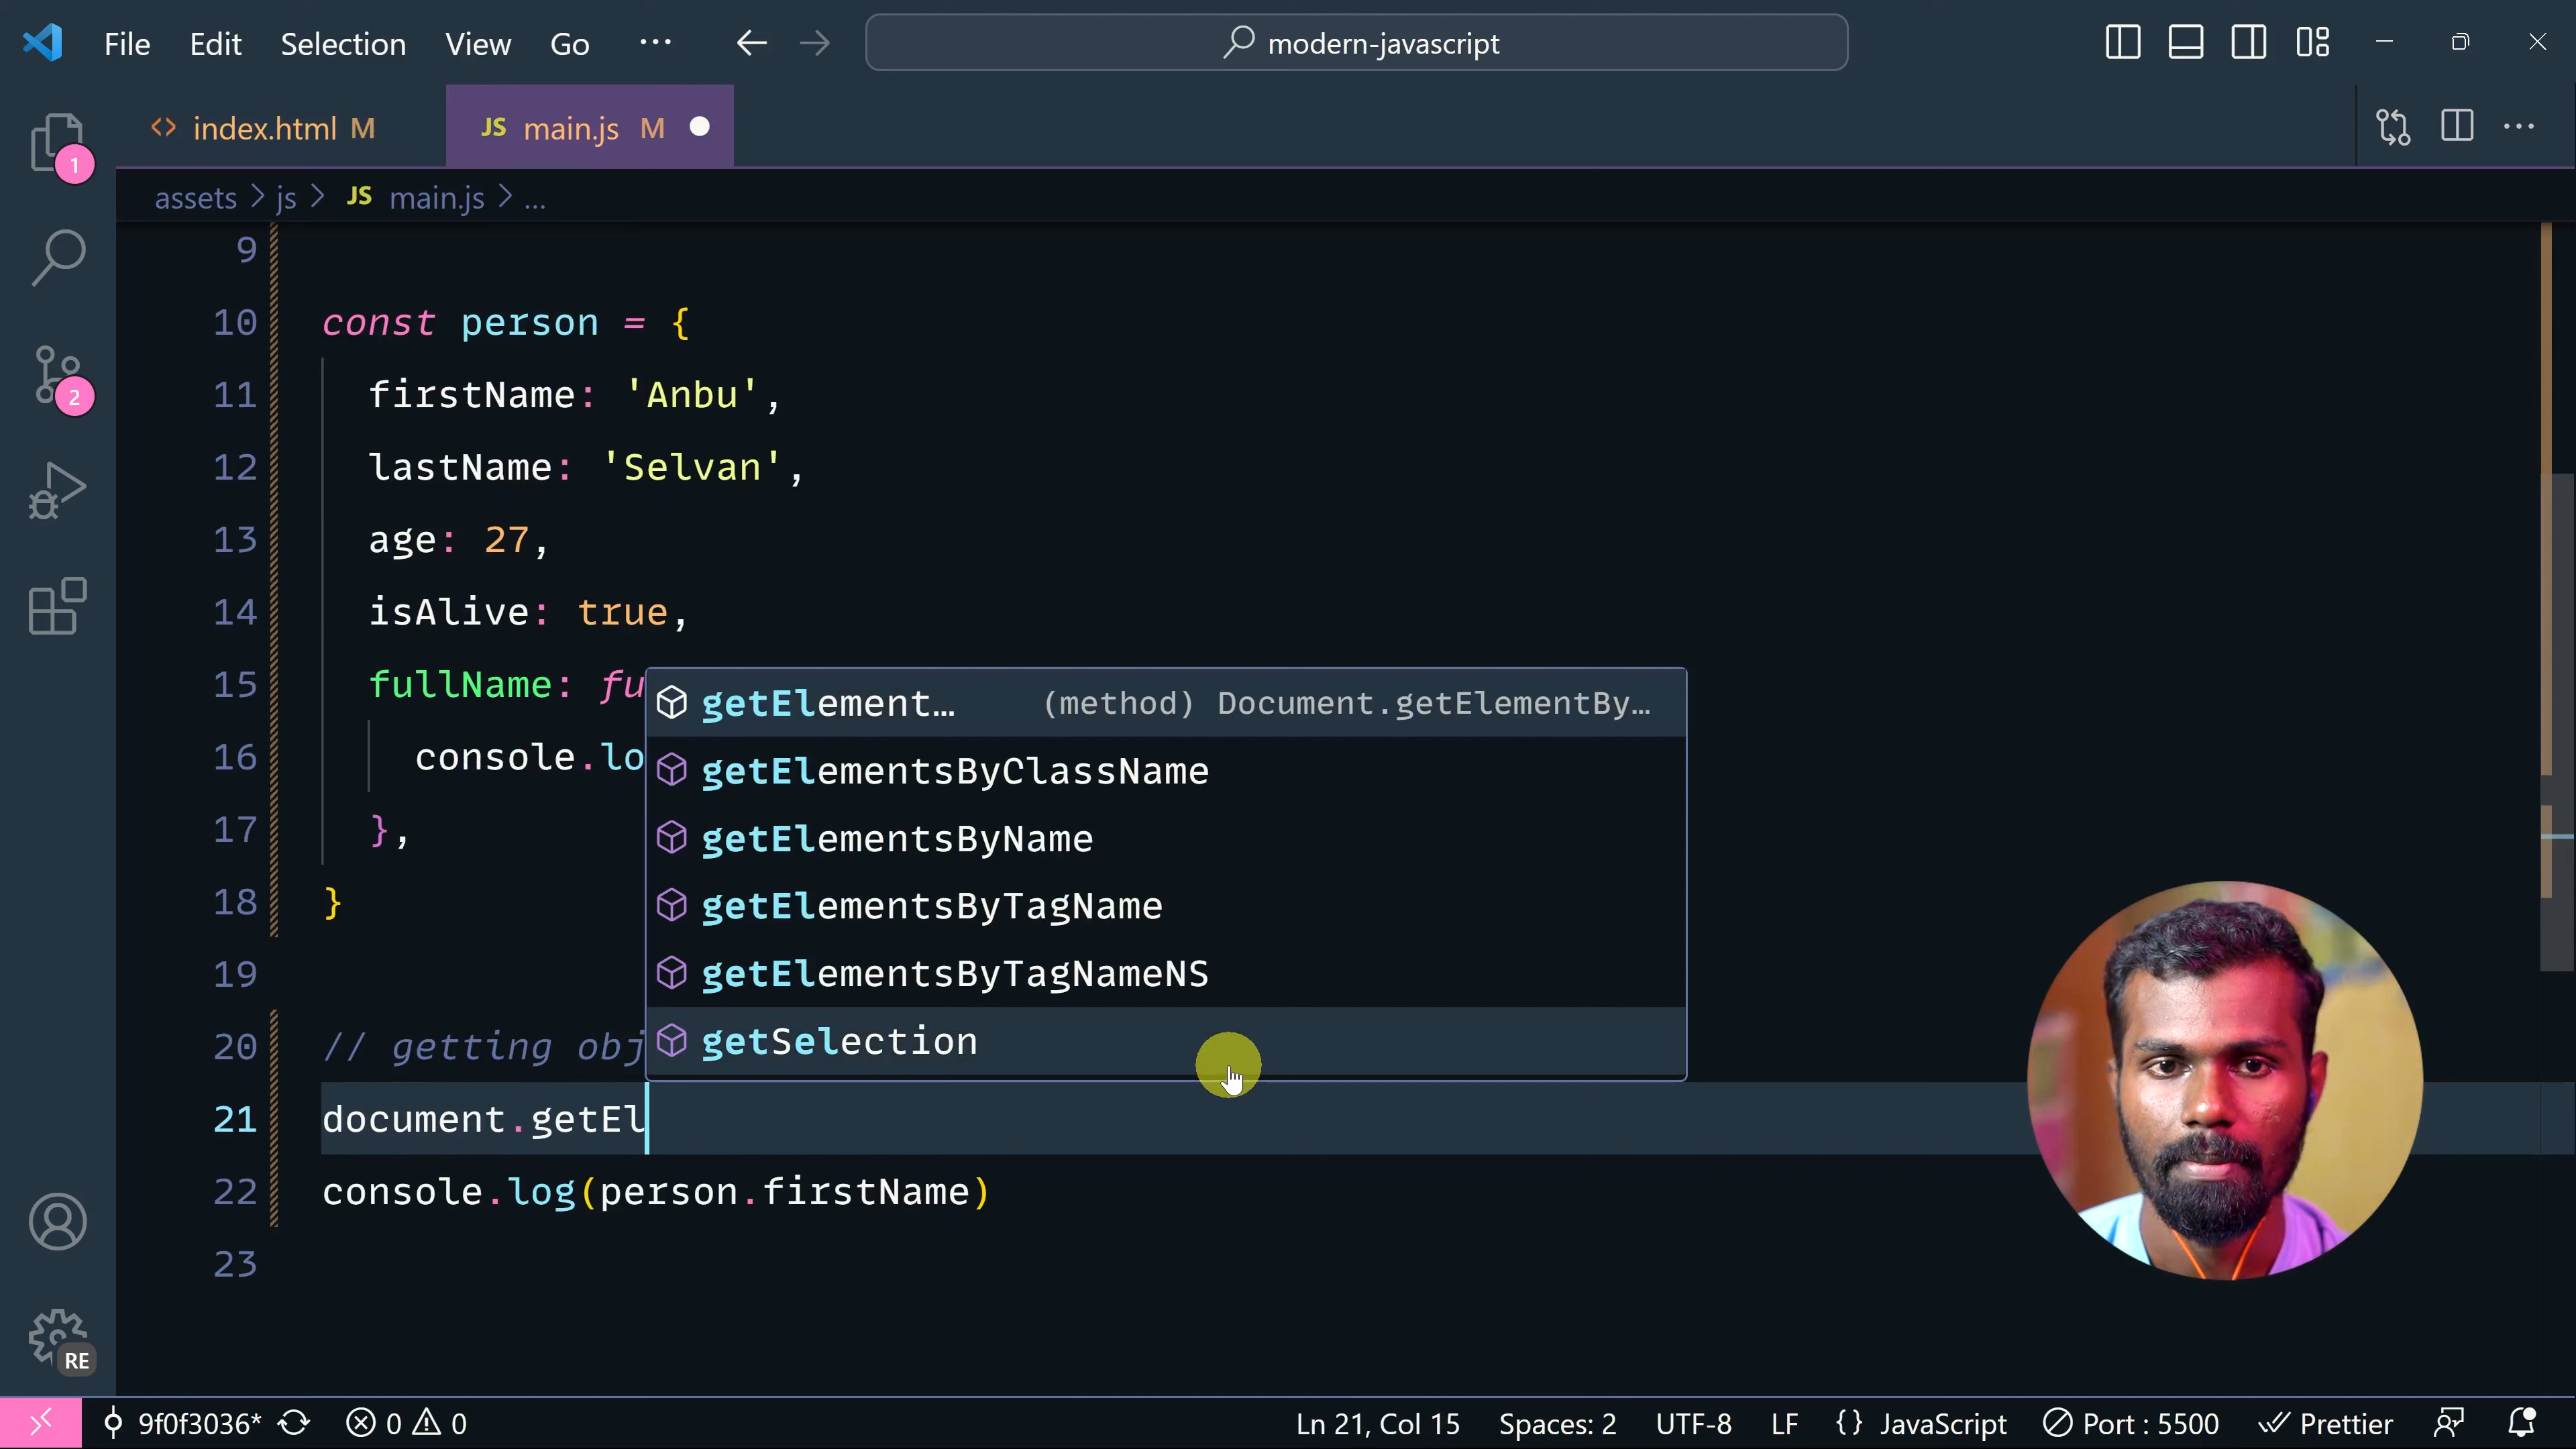 File Edit Selection View Go ··· modern-javascript
index.html M JS main.js M
assets > js > JS main.js > ...
1
2
9
10 const person = {
11 firstName: 'Anbu',
12 lastName: 'Selvan',
13 age: 27,
14 isAlive: true,
15 fullName: fu
16 console.lo
17 },
18 }
19
20 // getting obj
21 document.getEl
22 console.log(person.firstName)
23
getElement… (method) Document.getElementBy…
getElementsByClassName
getElementsByName
getElementsByTagName
getElementsByTagNameNS
getSelection
RE
9f0f3036* 0 0 Ln 21, Col 15 Spaces: 2 UTF-8 LF {} JavaScript Port : 5500 Prettier